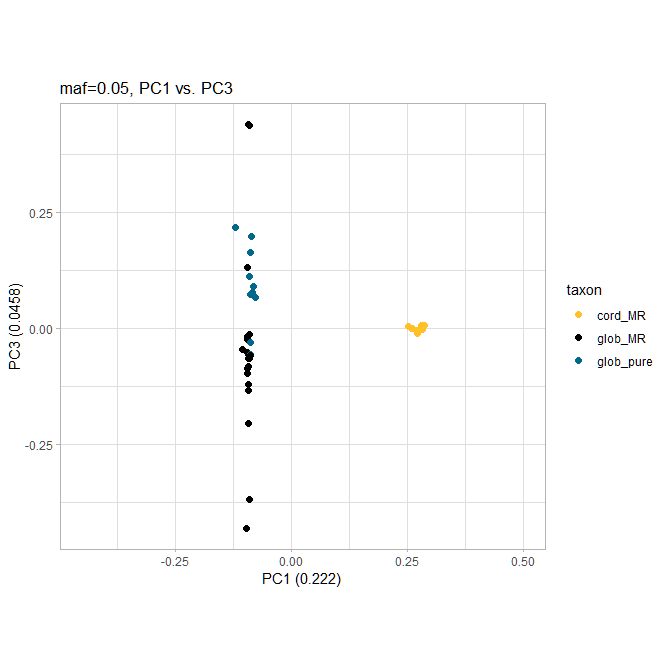 maf=0.05, PC1 vs. PC3
0.25
0.00
-0.25
PC3 (0.0458)
-0.25
0.00
0.25
0.50
PC1 (0.222)
taxon
cord_MR
glob_MR
glob_pure